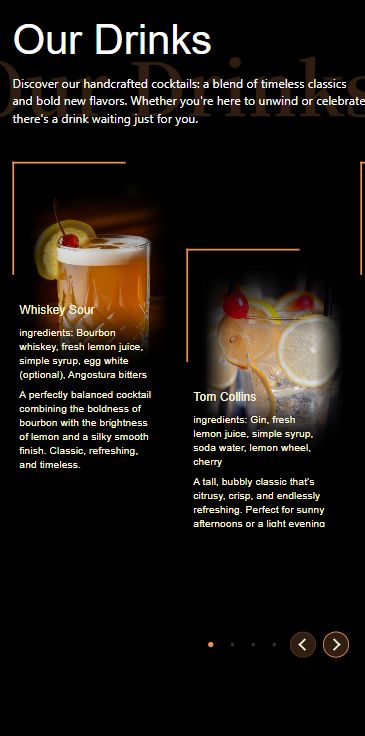 Our Drinks
Our Drinks
Discover our handcrafted cocktails: a blend of timeless classics
and bold new flavors. Whether you're here to unwind or celebrate
there's a drink waiting just for you.
Whiskey Sour
ingredients: Bourbon
whiskey, fresh lemon juice,
simple syrup, egg white
(optional), Angostura bitters
A perfectly balanced cocktail
combining the boldness of
bourbon with the brightness
of lemon and a silky smooth
finish. Classic, refreshing,
and timeless.
Tom Collins
ingredients: Gin, fresh
lemon juice, simple syrup,
soda water, lemon wheel,
cherry
A tall, bubbly classic that's
citrusy, crisp, and endlessly
refreshing. Perfect for sunny
afternoons or a light evening